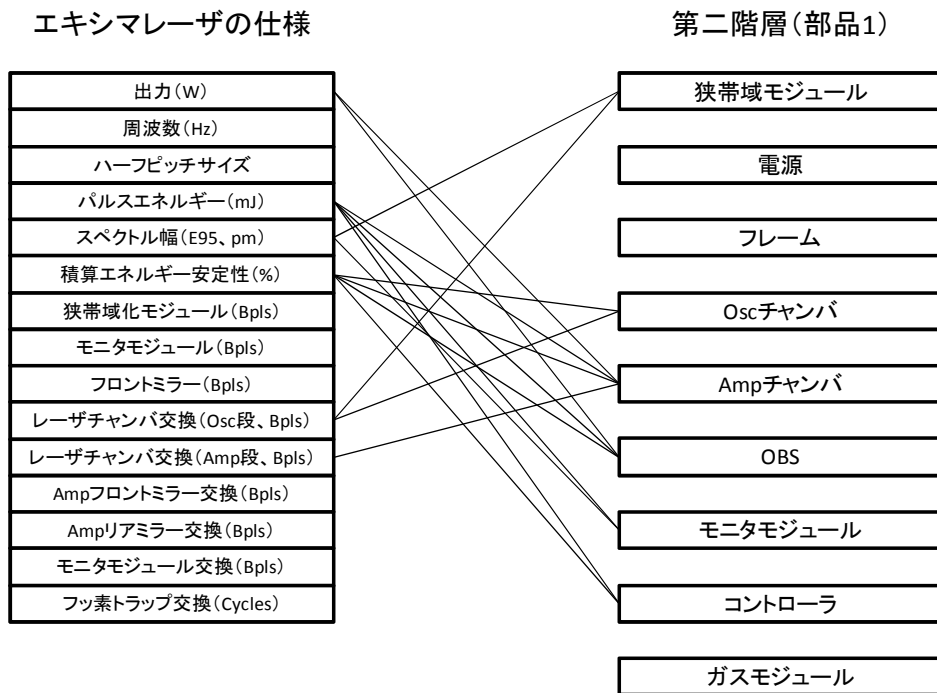 エキシマレーザの仕様
第二階層(部品1)
出力(W)
周波数(Hz)
ハーフピッチサイズ
パルスエネルギー(mJ)
スペクトル幅(E95、pm)
積算エネルギー安定性(%)
狭帯域化モジュール(Bpls)
モニタモジュール(Bpls)
フロントミラー(Bpls)
レーザチャンバ交換(Osc段、Bpls)
レーザチャンバ交換(Amp段、Bpls)
Ampフロントミラー交換(Bpls)
Ampリアミラー交換(Bpls)
モニタモジュール交換(Bpls)
フッ素トラップ交換(Cycles)
狭帯域モジュール
電源
フレーム
Oscチャンバ
Ampチャンバ
OBS
モニタモジュール
コントローラ
ガスモジュール